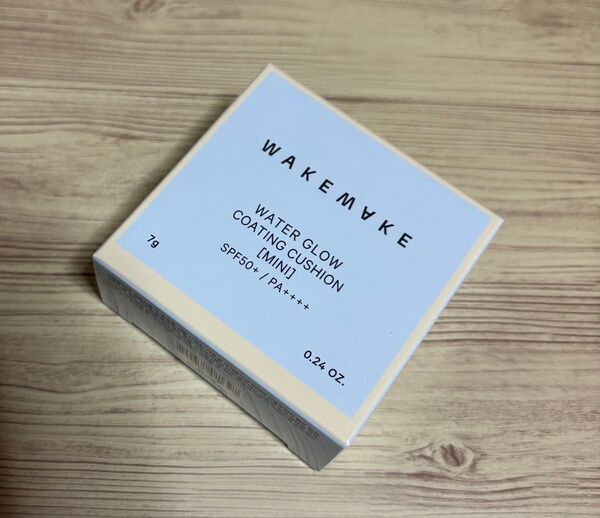 WAKEMAKE
WATER GLOW
COATING CUSHION
[MINI]
SPF50+ / PA++++
7g
0.24 OZ.